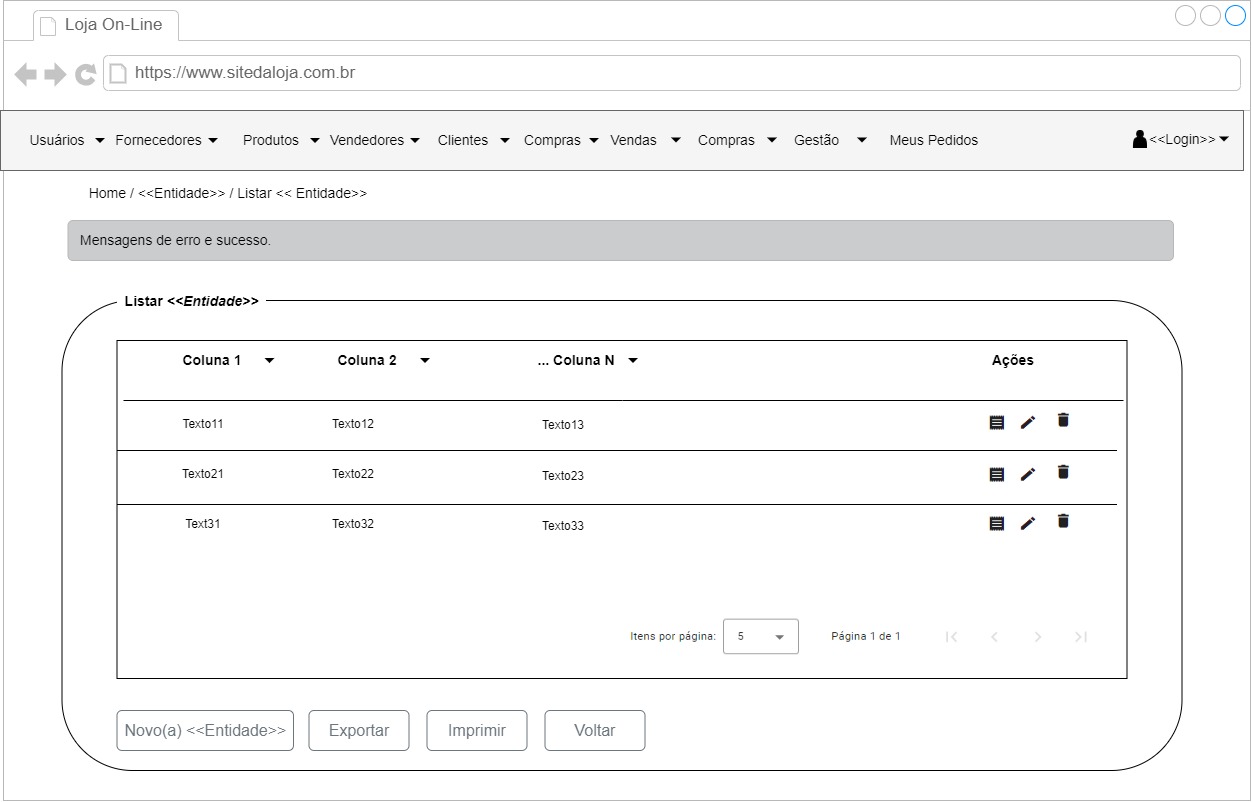 Loja On-Line
https://www.sitedaloja.com.br
Usuários Fornecedores Produtos Vendedores Clientes Compras Vendas Compras Gestão Meus Pedidos <<Login>>
Home / <<Entidade>> / Listar << Entidade>>
Mensagens de erro e sucesso.
Listar <<Entidade>>
Coluna 1 Coluna 2 ... Coluna N Ações
Texto11 Texto12 Texto13
Texto21 Texto22 Texto23
Text31 Texto32 Texto33
Itens por página: 5 Página 1 de 1
Novo(a) <<Entidade>> Exportar Imprimir Voltar